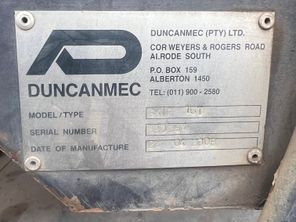 DUNCANMEC (PTY) LTD.
COR WEYERS & ROGERS ROAD
ALRODE SOUTH
P.O. BOX 159
ALBERTON 1450
TEL: (011) 900 - 2580
DUNCANMEC
MODEL/TYPE
SERIAL NUMBER
DATE OF MANUFACTURE